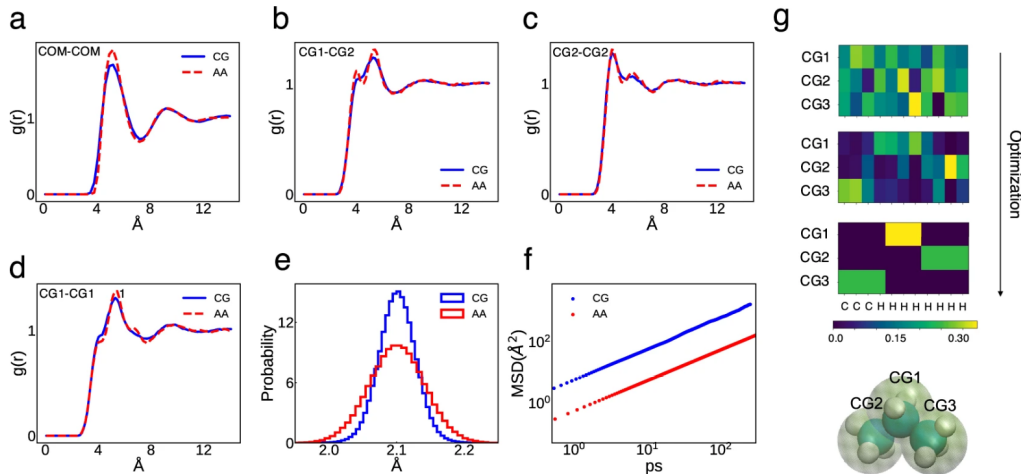 a
COM-COM
CG
AA
g(r)
1
0
0 4 8 12
Å
b
CG1-CG2
CG
AA
g(r)
1
0
0 4 8 12
Å
c
CG2-CG2
CG
AA
g(r)
1
0
0 4 8 12
Å
d
CG1-CG1
1
CG
AA
g(r)
1
0
0 4 8 12
Å
e
CG
AA
Probability
12
6
0
2.0 2.1 2.2
Å
f
CG
AA
MSD(Å²)
10²
10⁰
10⁰ 10¹ 10²
ps
g
CG1
CG2
CG3
CG1
CG2
CG3
CG1
CG2
CG3
C C C H H H H H H H H
0.0 0.15 0.30
Optimization
CG1
CG2 CG3